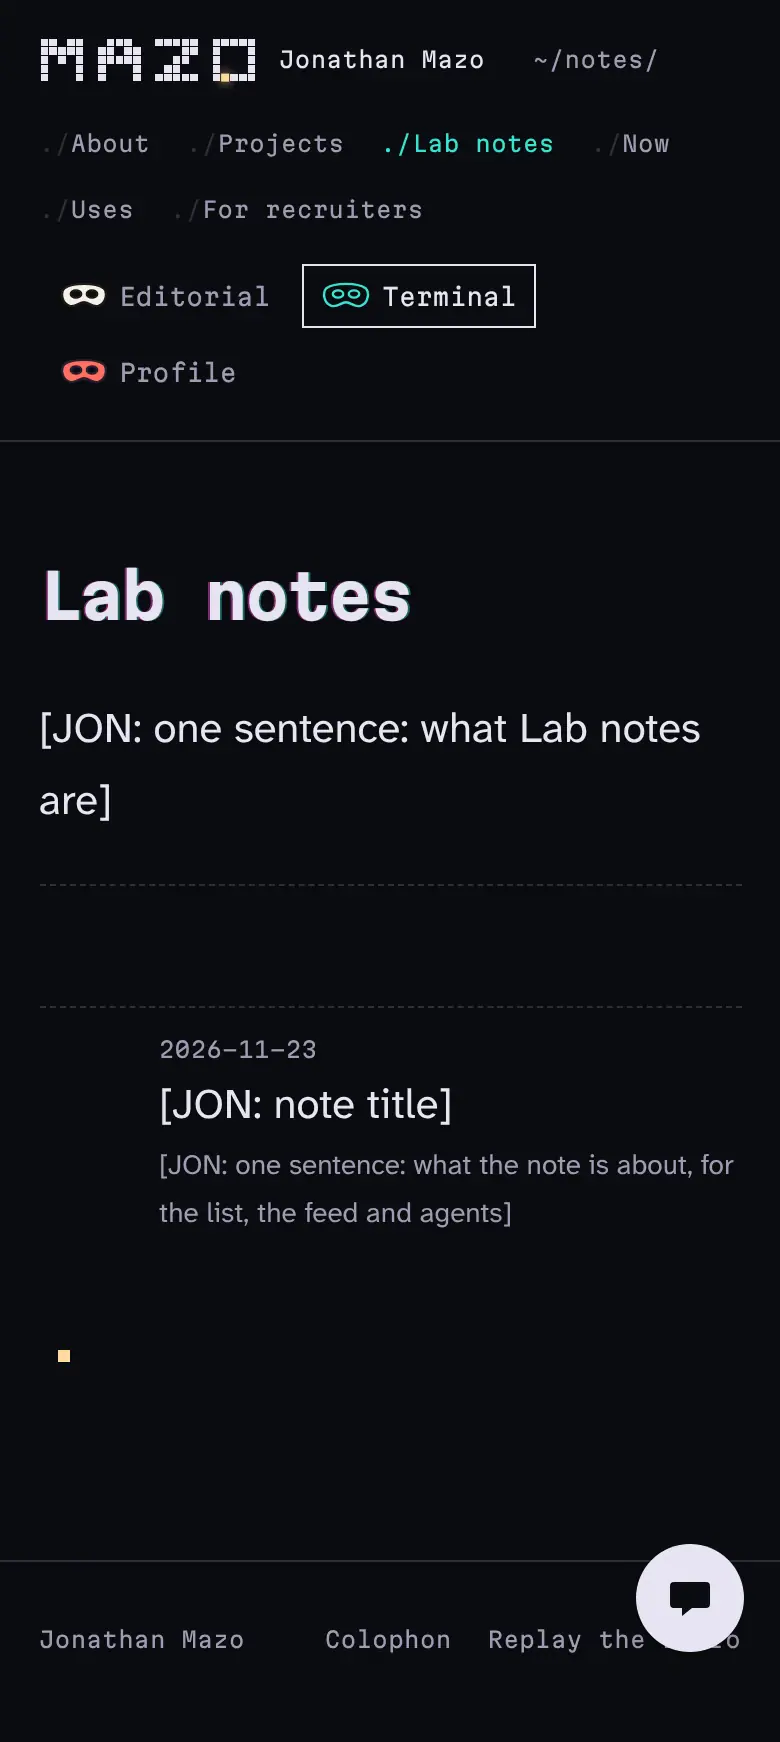 MAZO Jonathan Mazo ~/notes/
./About ./Projects ./Lab notes ./Now
./Uses ./For recruiters
Editorial Terminal
Profile
Lab notes
[JON: one sentence: what Lab notes
are]
2026-11-23
[JON: note title]
[JON: one sentence: what the note is about, for
the list, the feed and agents]
Jonathan Mazo Colophon Replay the